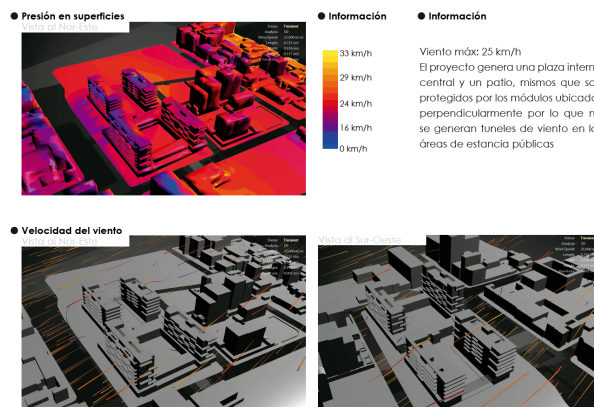 Presión en superficies
Vista al Nor-Este
Información
33 km/h
29 km/h
24 km/h
16 km/h
0 km/h
Información
Viento máx: 25 km/h
El proyecto genera una plaza intern
central y un patio, mismos que so
protegidos por los módulos ubicado
perpendicularmente por lo que n
se generan tuneles de viento en la
áreas de estancia públicas
Velocidad del viento
Vista al Nor-Este
Vista al Sur-Oeste